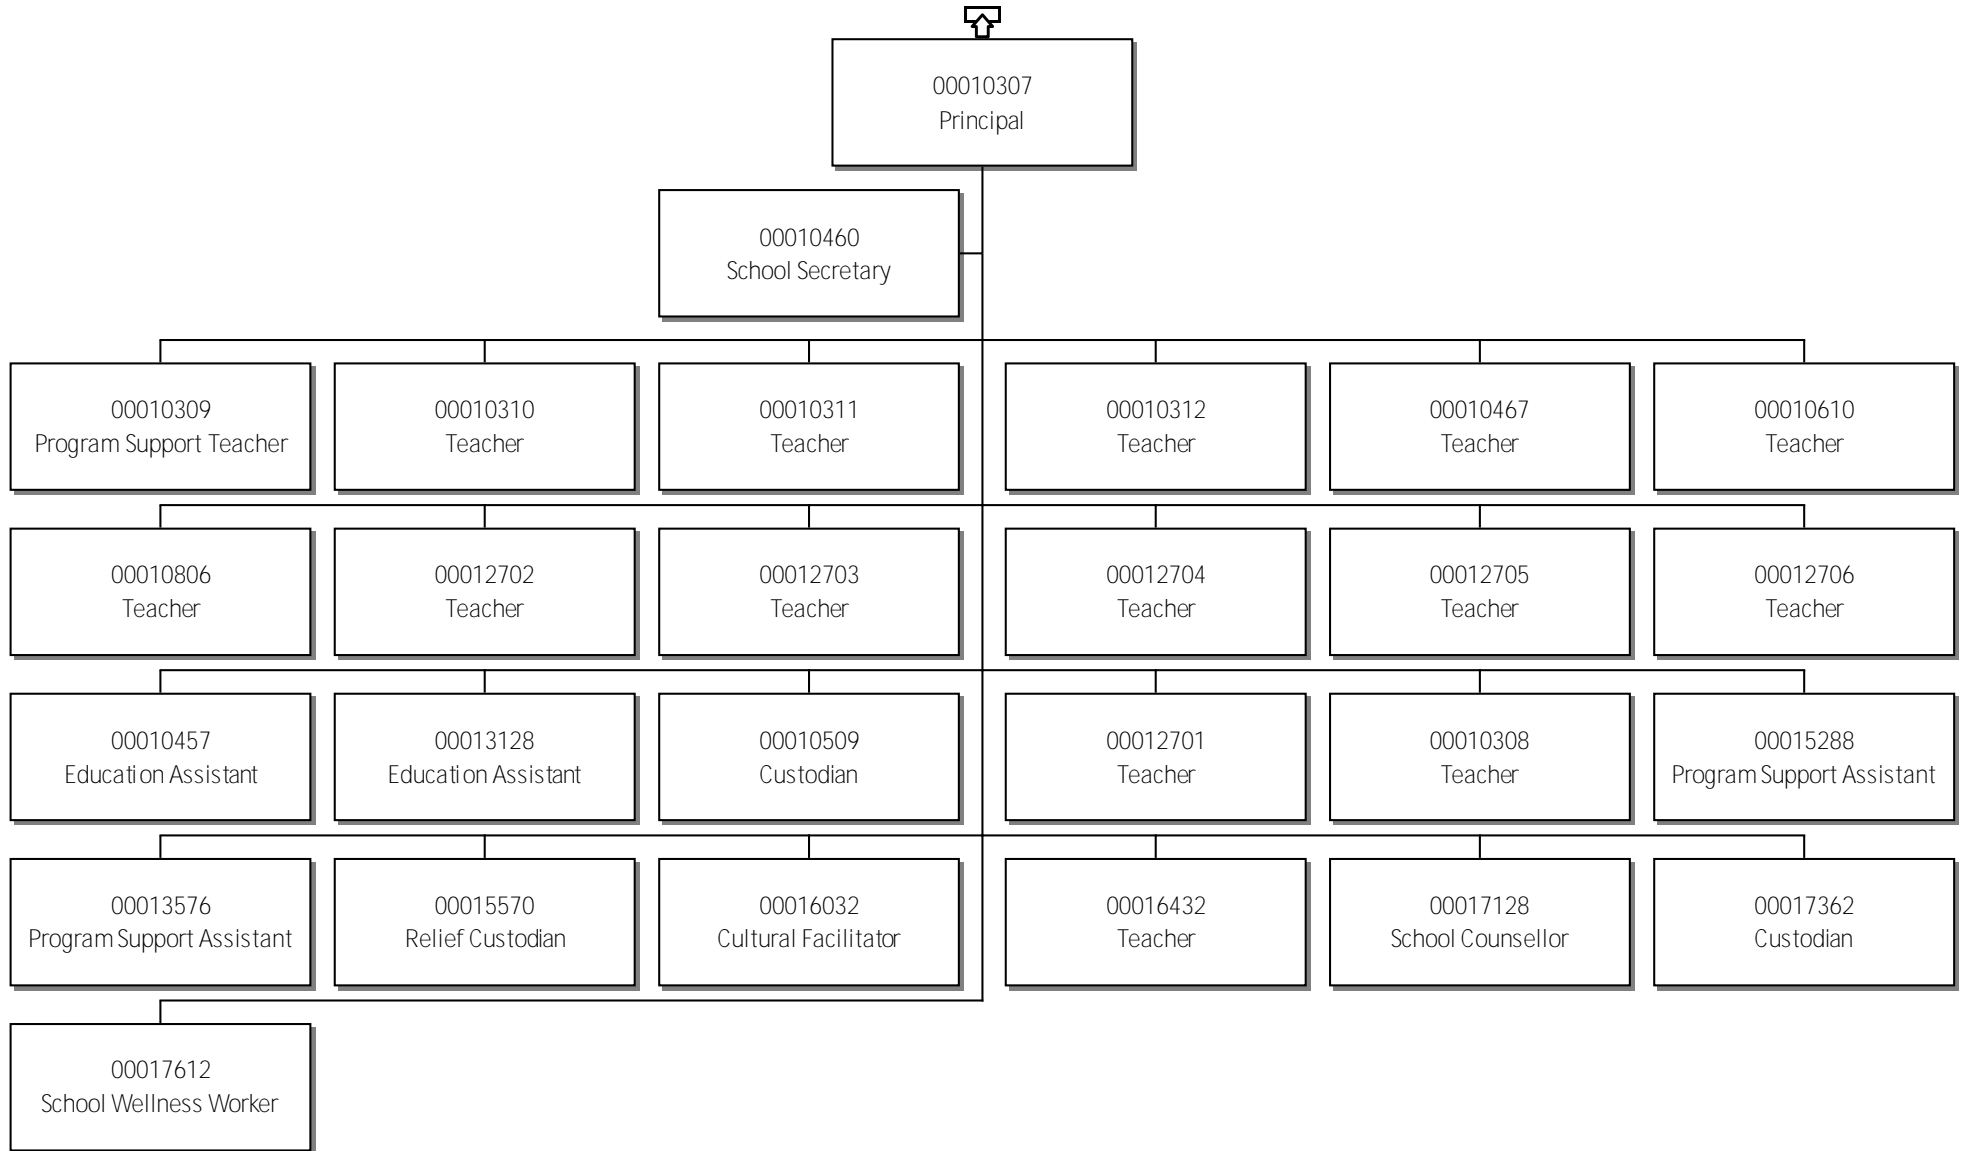 00010307
Principal
00010460
School Secretary
00010309
Program Support Teacher
00010310
Teacher
00010311
Teacher
00010312
Teacher
00010467
Teacher
00010610
Teacher
00010806
Teacher
00012702
Teacher
00012703
Teacher
00012704
Teacher
00012705
Teacher
00012706
Teacher
00010457
Education Assistant
00013128
Education Assistant
00010509
Custodian
00012701
Teacher
00010308
Teacher
00015288
Program Support Assistant
00013576
Program Support Assistant
00015570
Relief Custodian
00016032
Cultural Facilitator
00016432
Teacher
00017128
School Counsellor
00017362
Custodian
00017612
School Wellness Worker